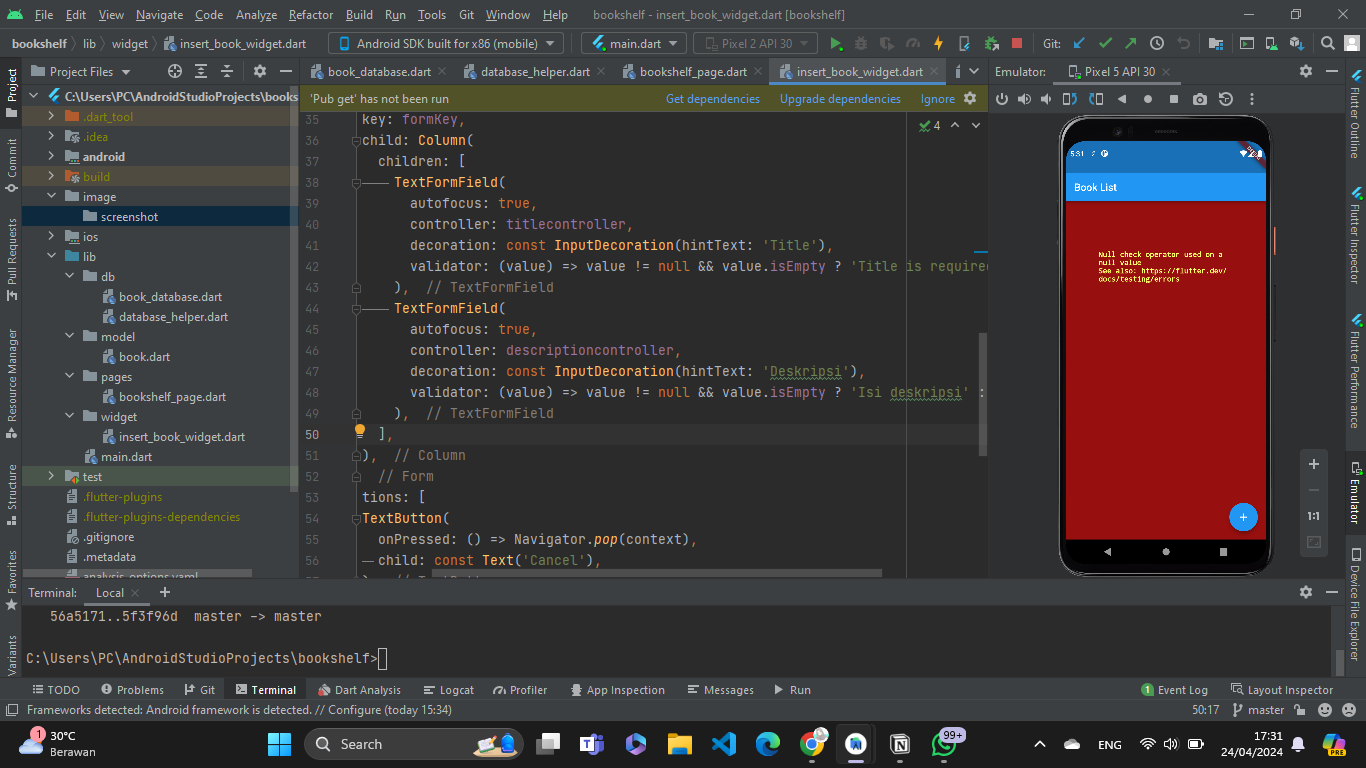 File Edit View Navigate Code Analyze Refactor Build Run Tools Git Window Help bookshelf - insert_book_widget.dart [bookshelf]
bookshelf lib widget insert_book_widget.dart Android SDK built for x86 (mobile) main.dart Pixel 2 API 30 Git:
Project Files book_database.dart database_helper.dart bookshelf_page.dart insert_book_widget.dart Emulator: Pixel 5 API 30
'Pub get' has not been run Get dependencies Upgrade dependencies Ignore
Project
Commit
Pull Requests
Resource Manager
Structure
Favorites
Variants
C:\Users\PC\AndroidStudioProjects\books
.dart_tool
.idea
android
build
image
screenshot
ios
lib
db
book_database.dart
database_helper.dart
model
book.dart
pages
bookshelf_page.dart
widget
insert_book_widget.dart
main.dart
test
.flutter-plugins
.flutter-plugins-dependencies
.gitignore
.metadata
analysis_options.yaml
4
35 key: formKey,
36 child: Column(
37 children: [
38 TextFormField(
39 autofocus: true,
40 controller: titlecontroller,
41 decoration: const InputDecoration(hintText: 'Title'),
42 validator: (value) => value != null && value.isEmpty ? 'Title is require
43 ), // TextFormField
44 TextFormField(
45 autofocus: true,
46 controller: descriptioncontroller,
47 decoration: const InputDecoration(hintText: 'Deskripsi'),
48 validator: (value) => value != null && value.isEmpty ? 'Isi deskripsi' :
49 ), // TextFormField
50 ],
51 ), // Column
52 // Form
53 tions: [
54 TextButton(
55 onPressed: () => Navigator.pop(context),
56 child: const Text('Cancel'),
5:31
Book List
Null check operator used on a
null value
See also: https://flutter.dev/
docs/testing/errors
+
1:1
Flutter Outline
Flutter Inspector
Flutter Performance
Emulator
Device File Explorer
Terminal: Local
56a5171..5f3f96d master -> master
C:\Users\PC\AndroidStudioProjects\bookshelf>
TODO Problems Git Terminal Dart Analysis Logcat Profiler App Inspection Messages Run 1 Event Log Layout Inspector
Frameworks detected: Android framework is detected. // Configure (today 15:34) 50:17 master
1 30°C
Berawan
Search
99+
ENG
17:31
24/04/2024
PRE